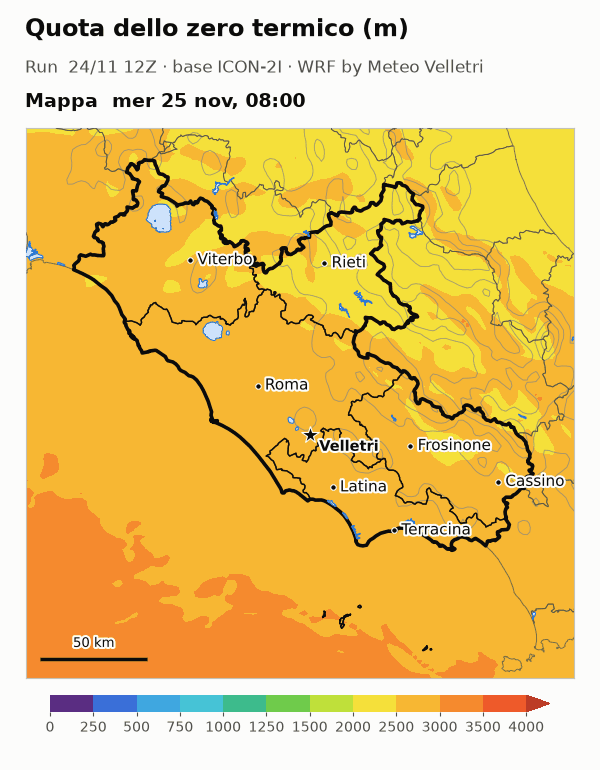 Quota dello zero termico (m)
Run  24/11 12Z · base ICON-2I · WRF by Meteo Velletri
Mappa  mer 25 nov, 08:00
Viterbo
Rieti
Roma
Velletri
Frosinone
Latina
Cassino
Terracina
50 km
0 250 500 750 1000 1250 1500 2000 2500 3000 3500 4000